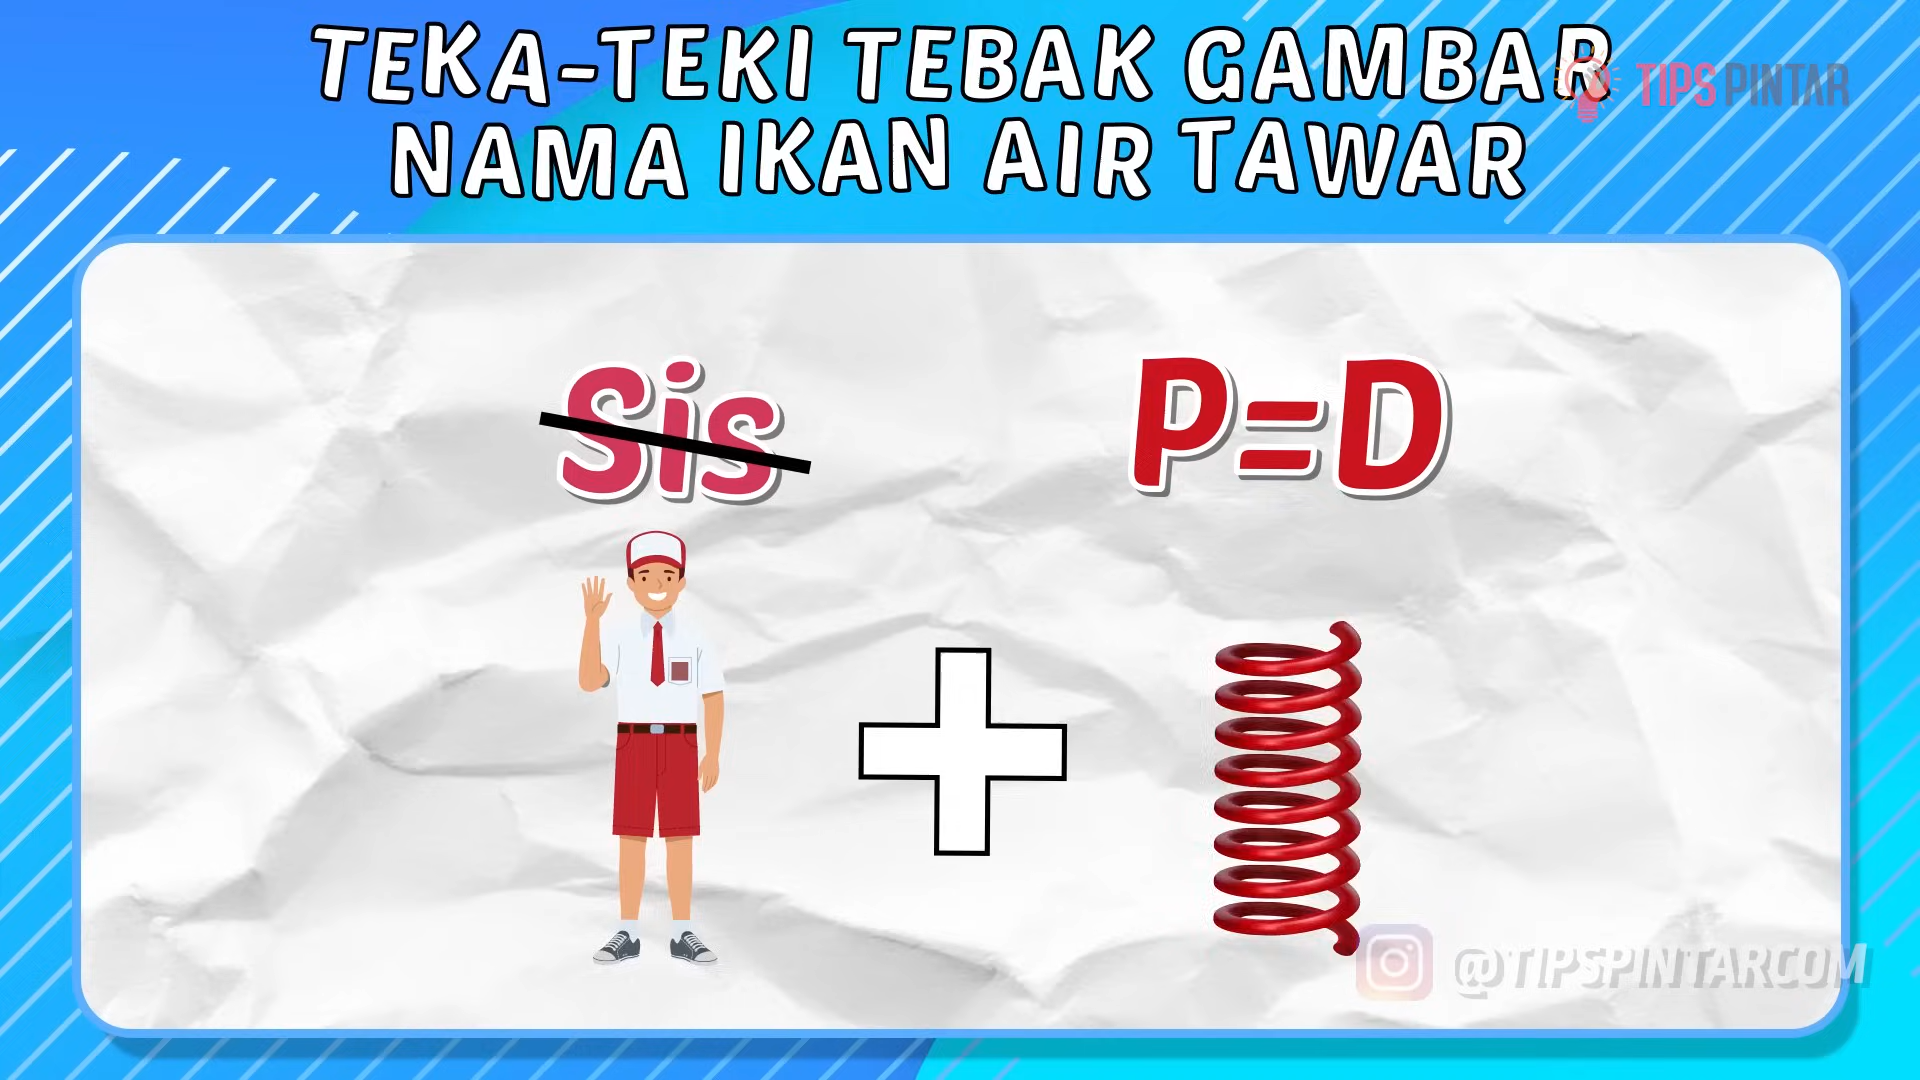 TEKA-TEKI TEBAK GAMBAR
TIPS PINTAR
NAMA IKAN AIR TAWAR
Sis
P=D
@TIPSPINTARCOM